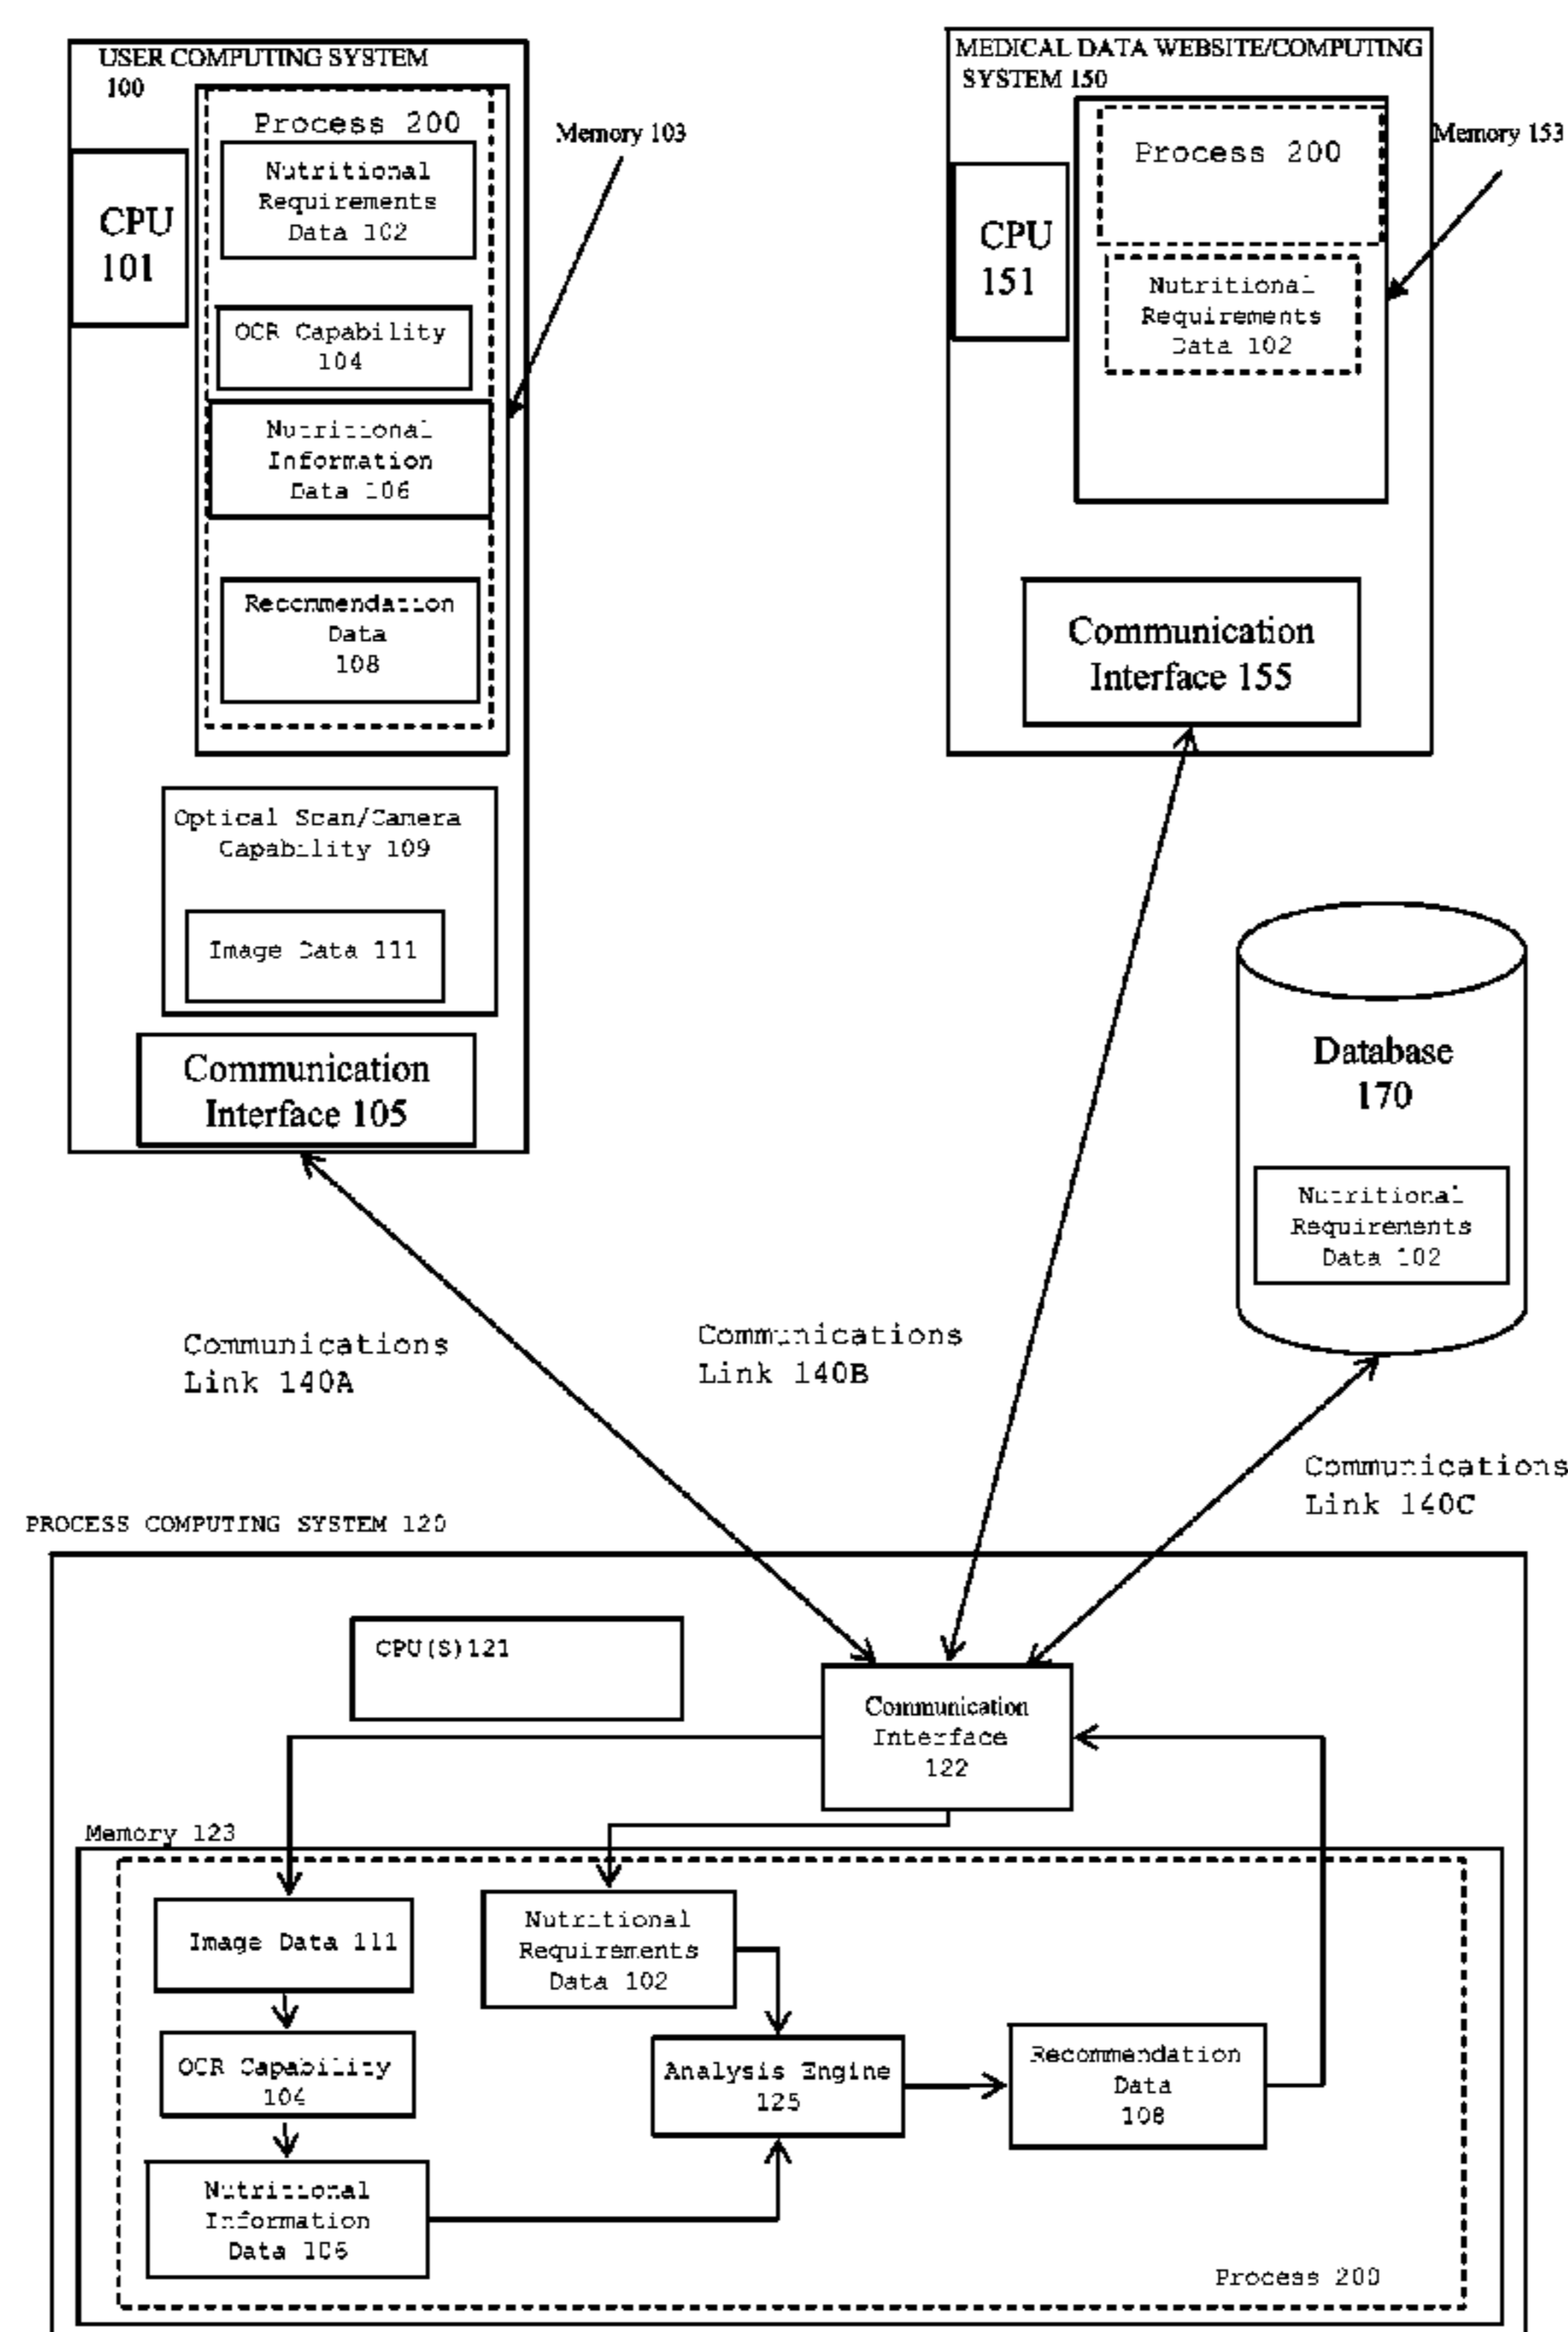 USER COMPUTING SYSTEM
100
Process 200
Nutritional
Requirements
Data 102
CPU
101
OCR Capability
104
Nutritional
Information
Data 106
Recommendation
Data
108
Memory 103
Optical Scan/Camera
Capability 109
Image Data 111
Communication
Interface 105
MEDICAL DATA WEBSITE/COMPUTING
SYSTEM 150
Process 200
Memory 153
CPU
151
Nutritional
Requirements
Data 102
Communication
Interface 155
Database
170
Nutritional
Requirements
Data 102
Communications
Link 140A
Communications
Link 140B
Communications
Link 140C
PROCESS COMPUTING SYSTEM 120
CPU(S)121
Communication
Interface
122
Memory 123
Image Data 111
Nutritional
Requirements
Data 102
OCR Capability
104
Analysis Engine
125
Recommendation
Data
108
Nutritional
Information
Data 106
Process 200